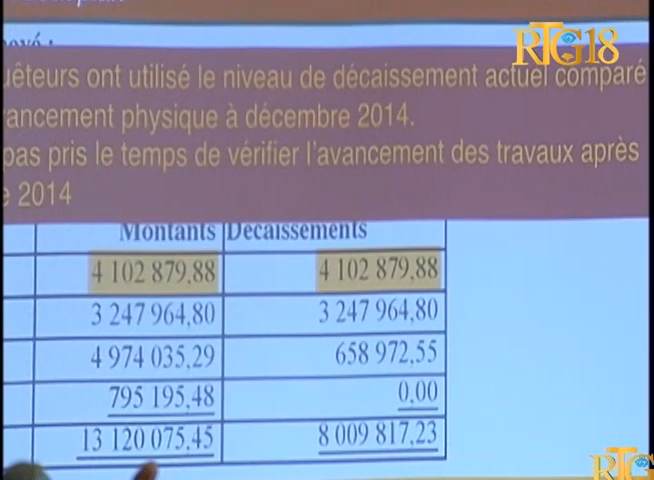 RTG18
uêteurs ont utilisé le niveau de décaissement actuel comparé
ancement physique à décembre 2014.
pas pris le temps de vérifier l'avancement des travaux après
e 2014
Montants Décaissements
4 102 879,88 4 102 879,88
3 247 964,80 3 247 964,80
4 974 035,29 658 972,55
795 195,48 0,00
13 120 075,45 8 009 817,23
RTG